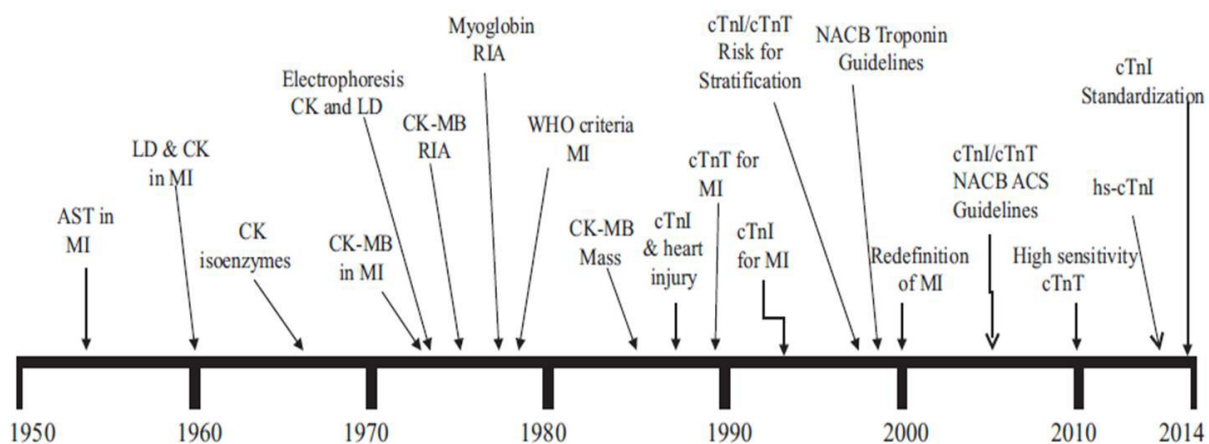 AST in
MI
LD & CK
in MI
CK
isoenzymes
Electrophoresis
CK and LD
CK-MB
in MI
CK-MB
RIA
Myoglobin
RIA
WHO criteria
MI
CK-MB
Mass
cTnI
& heart
injury
cTnT for
MI
cTnI
for MI
cTnI/cTnT
Risk for
Stratification
NACB Troponin
Guidelines
Redefinition
of MI
cTnI/cTnT
NACB ACS
Guidelines
High sensitivity
cTnT
hs-cTnI
cTnI
Standardization
1950
1960
1970
1980
1990
2000
2010
2014